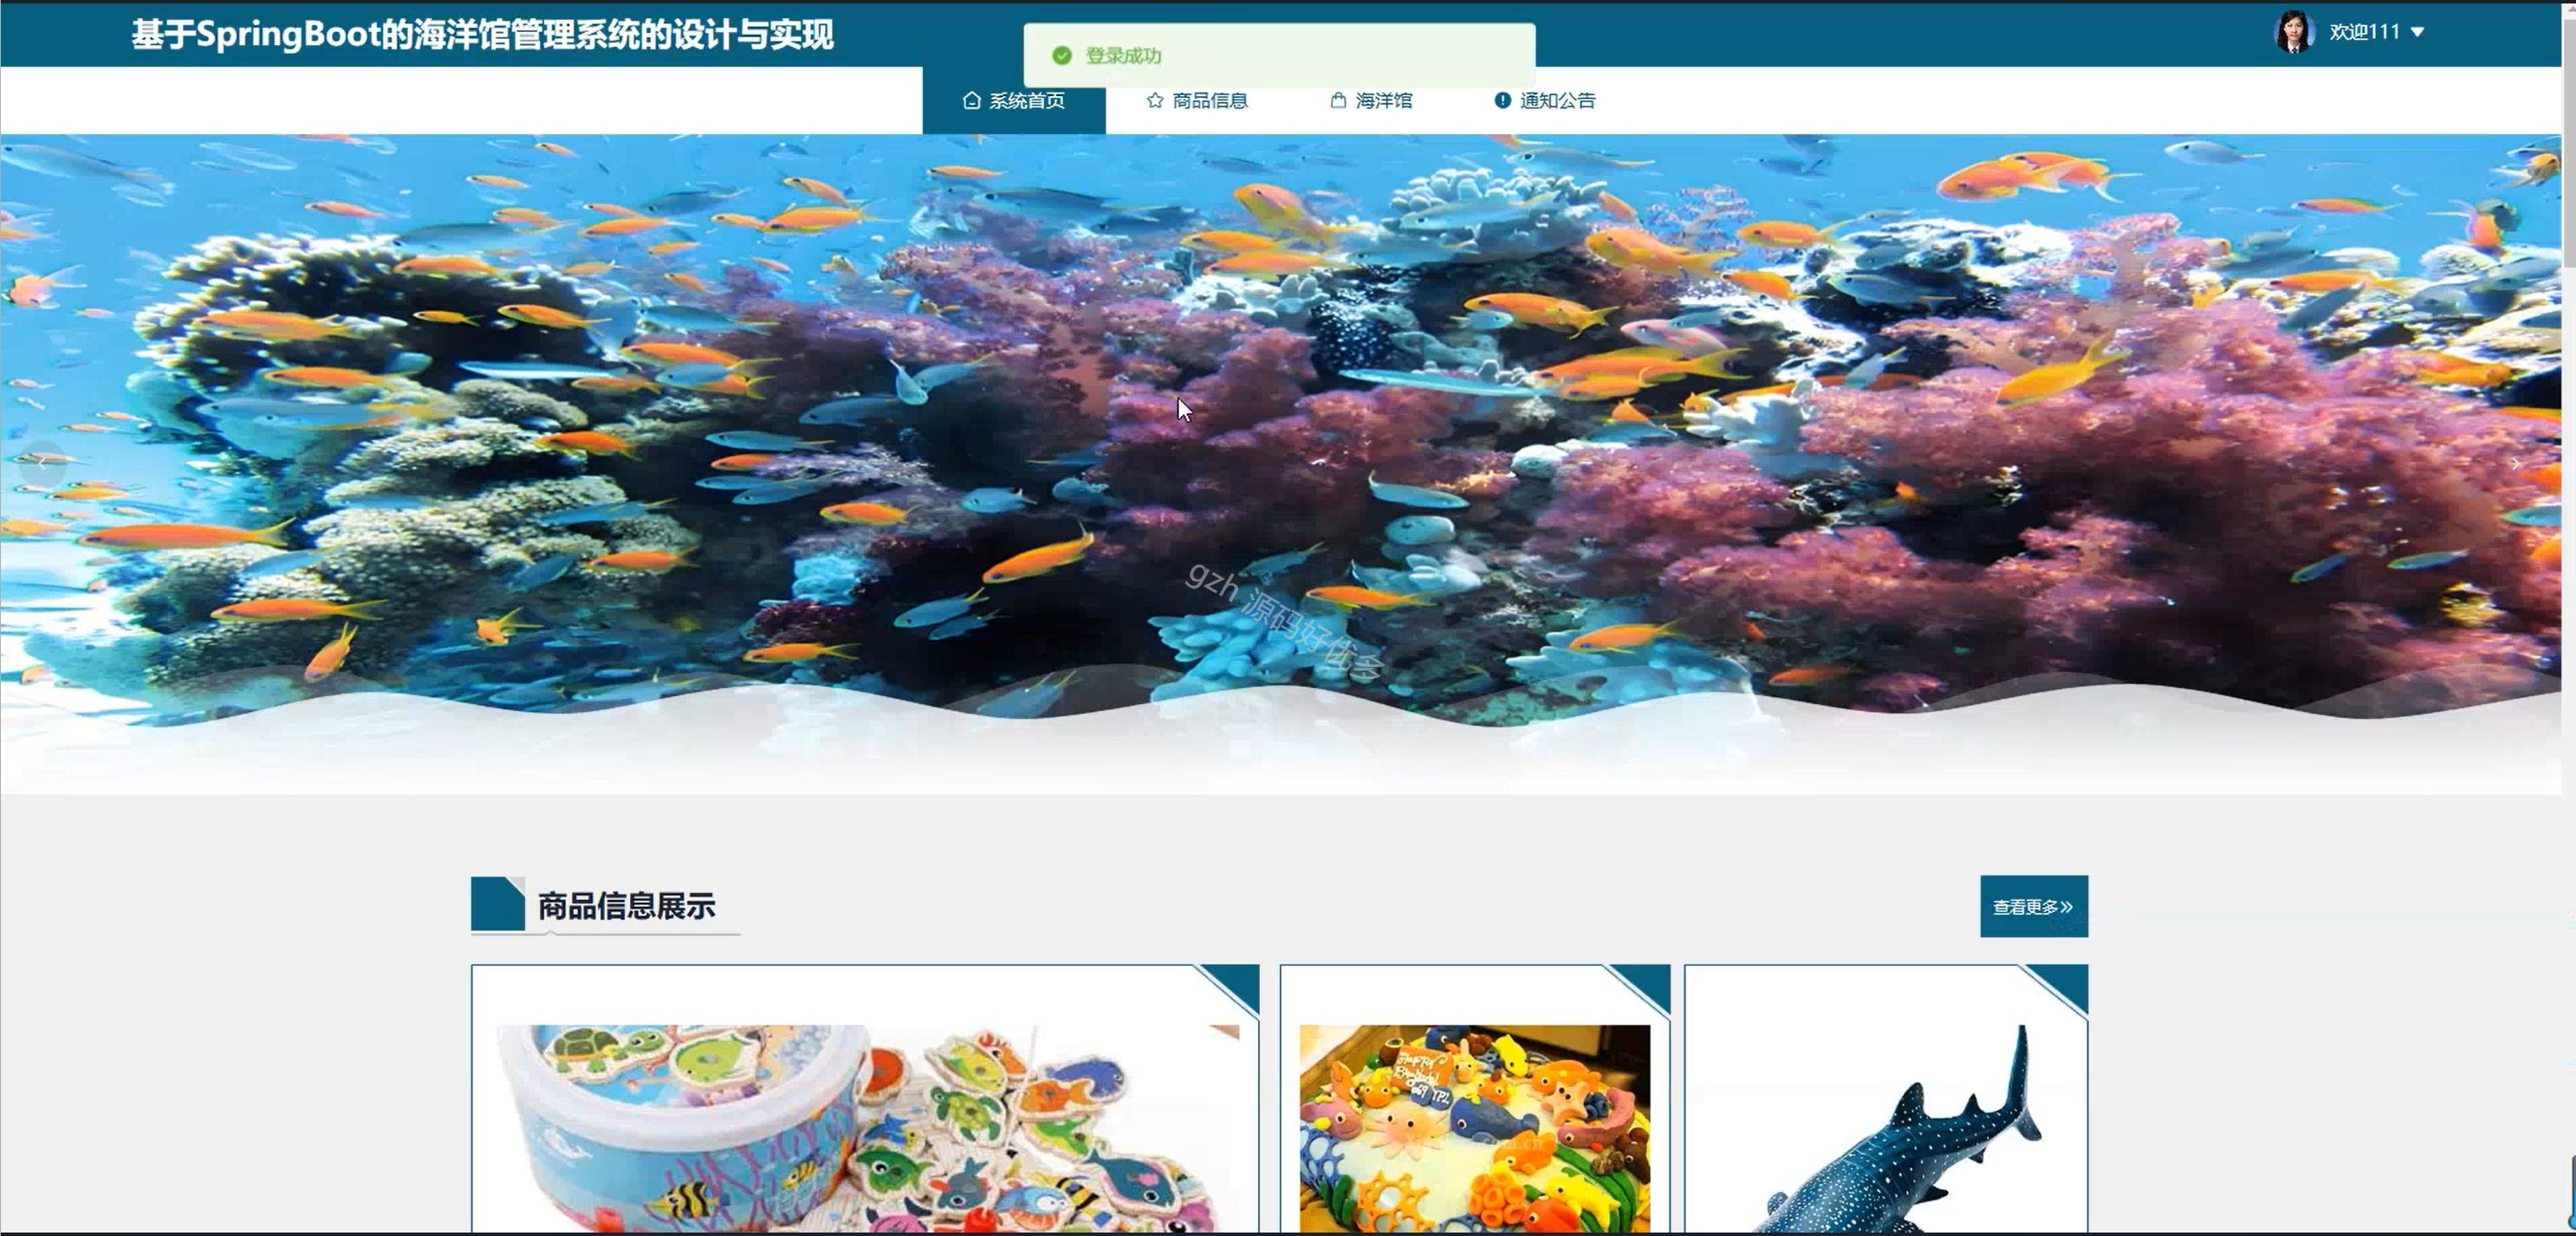 基于SpringBoot的海洋馆管理系统的设计与实现
登录成功
欢迎111
系统首页
商品信息
海洋馆
通知公告
gzh 源码好优多
商品信息展示
查看更多
Happy